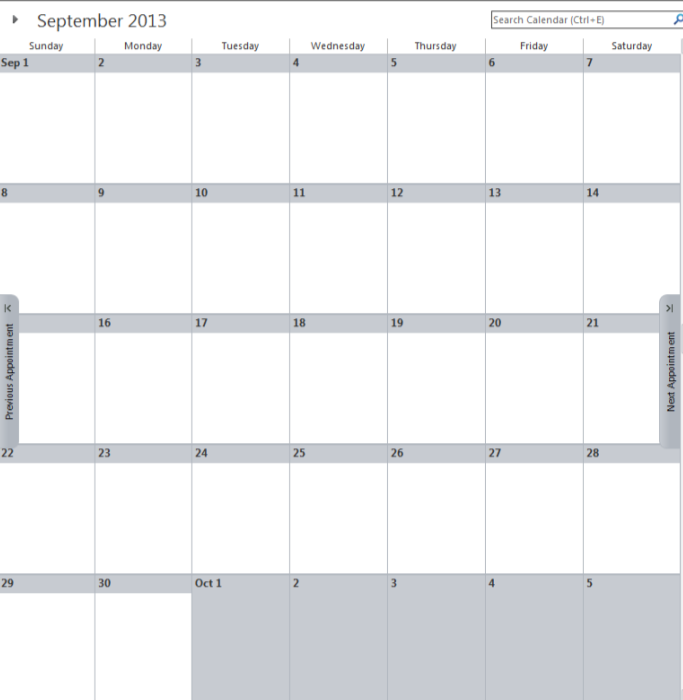 September 2013
Search Calendar (Ctrl+E)
Sunday Monday Tuesday Wednesday Thursday Friday Saturday
Sep 1 2 3 4 5 6 7
8 9 10 11 12 13 14
16 17 18 19 20 21
Previous Appointment
Next Appointment
22 23 24 25 26 27 28
29 30 Oct 1 2 3 4 5